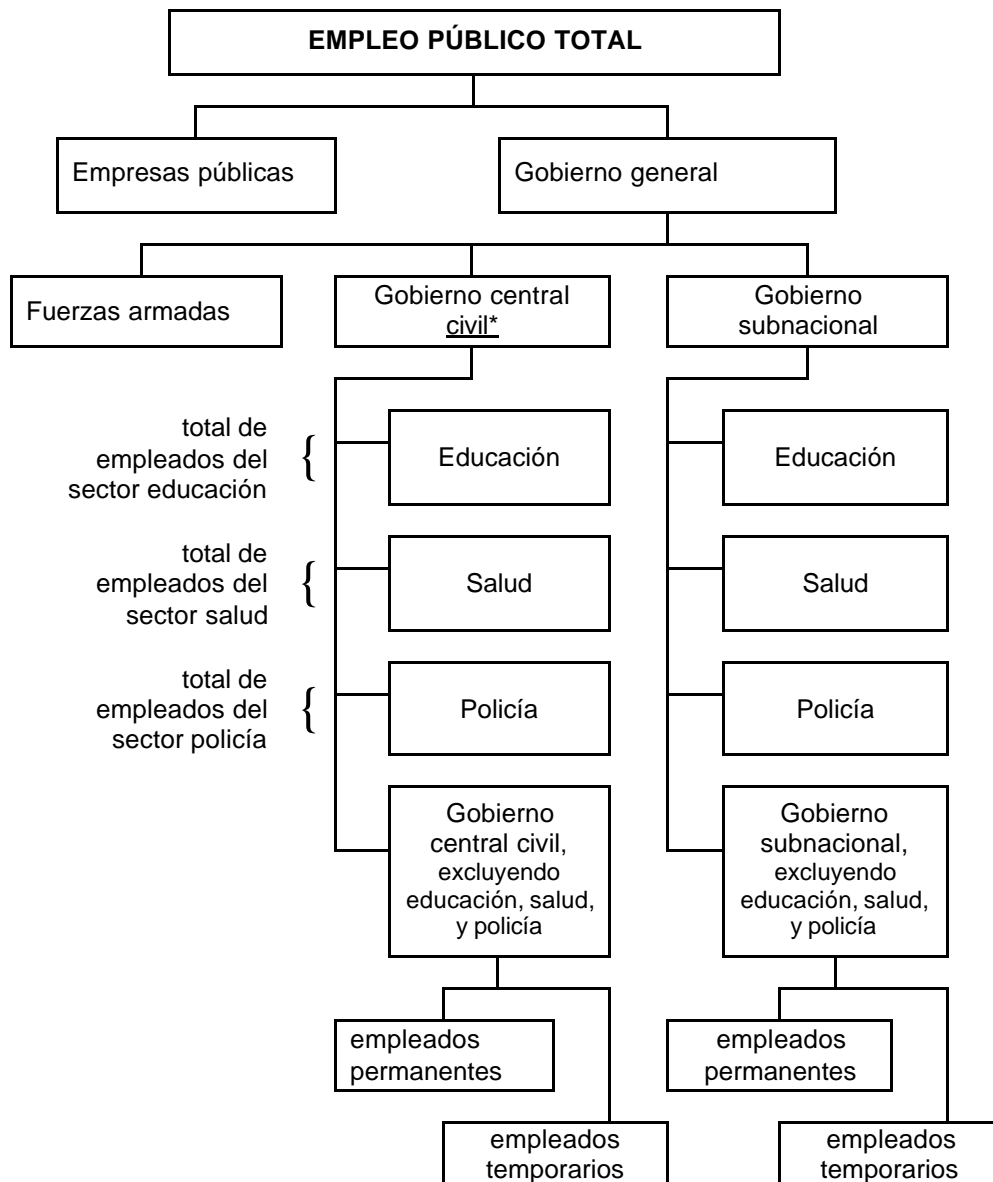 EMPLEO PÚBLICO TOTAL
Empresas públicas
Gobierno general
Fuerzas armadas
Gobierno central
civil*
Gobierno
subnacional
total de
empleados del
sector educación
{
Educación
Educación
total de
empleados del
sector salud
{
Salud
Salud
total de
empleados del
sector policía
{
Policía
Policía
Gobierno
central civil,
excluyendo
educación, salud,
y policía
Gobierno
subnacional,
excluyendo
educación, salud,
y policía
empleados
permanentes
empleados
permanentes
empleados
temporarios
empleados
temporarios